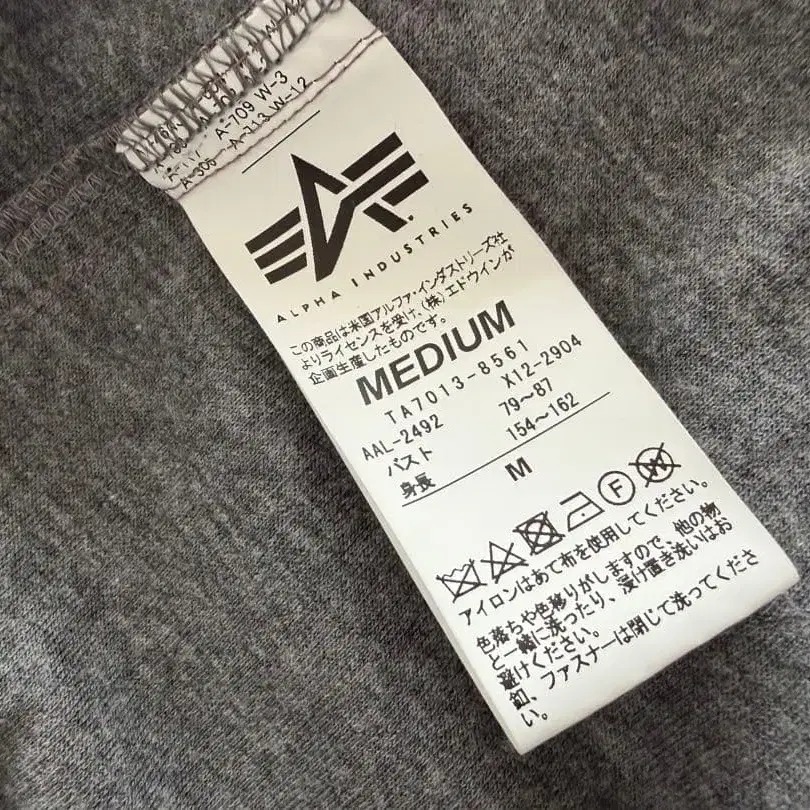 A-709 W-3
A-305 A-713 W-12
ALPHA INDUSTRIES
この商品は米国アルファ・インダストリーズ社
よりライセンスを受け、(株)エドウインが
企画生産したものです。
MEDIUM
TA7013-8561
AAL-2492 X12-2904
バスト 79～87
身長 154～162
M
F
W
アイロンはあて布を使用してください。
色落ちや色移りがしますので、他の物
と一緒に洗ったり、浸け置き洗いはお
避けください。
釦、ファスナーは閉じて洗ってくださ
い。